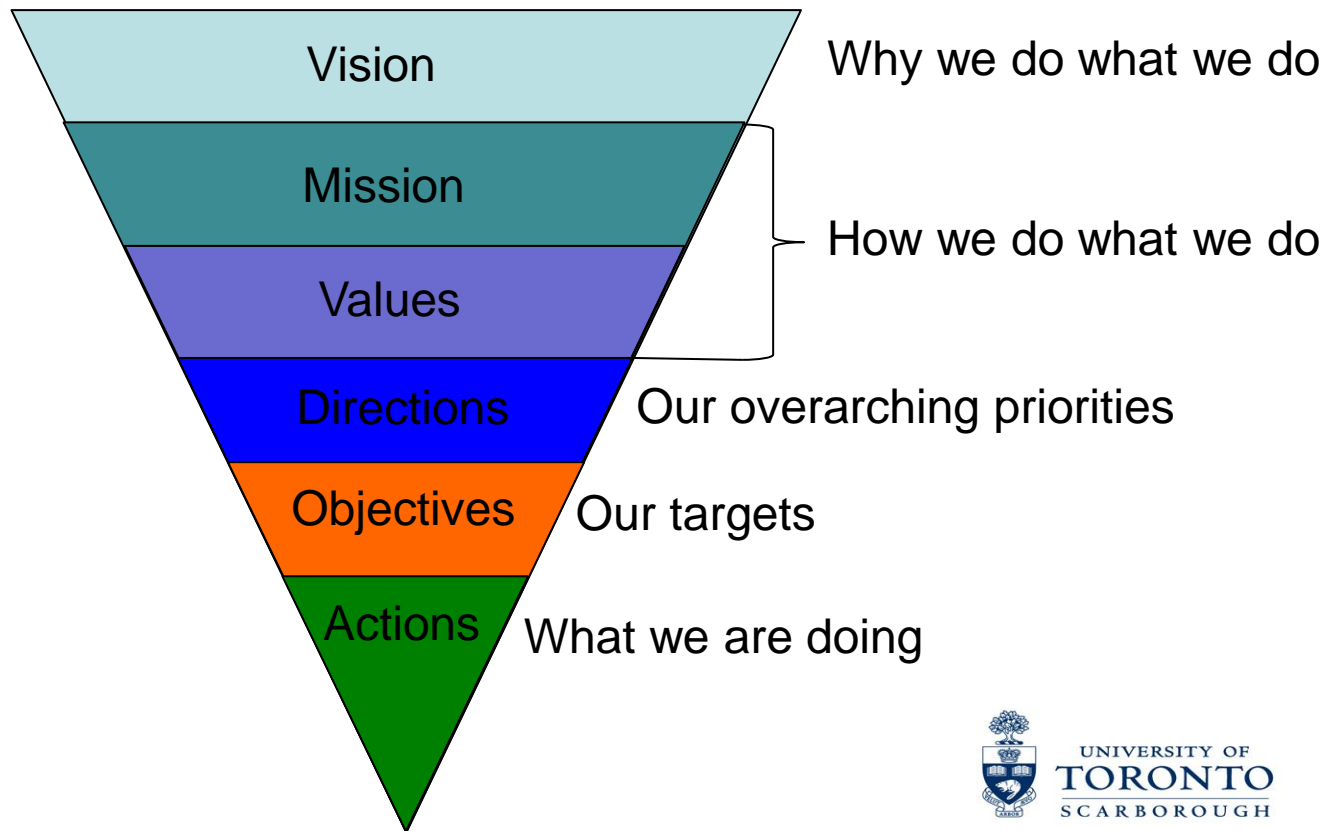 Vision
Why we do what we do
Mission
How we do what we do
Values
Directions
Our overarching priorities
Objectives
Our targets
Actions
What we are doing
UNIVERSITY OF
TORONTO
SCARBOROUGH